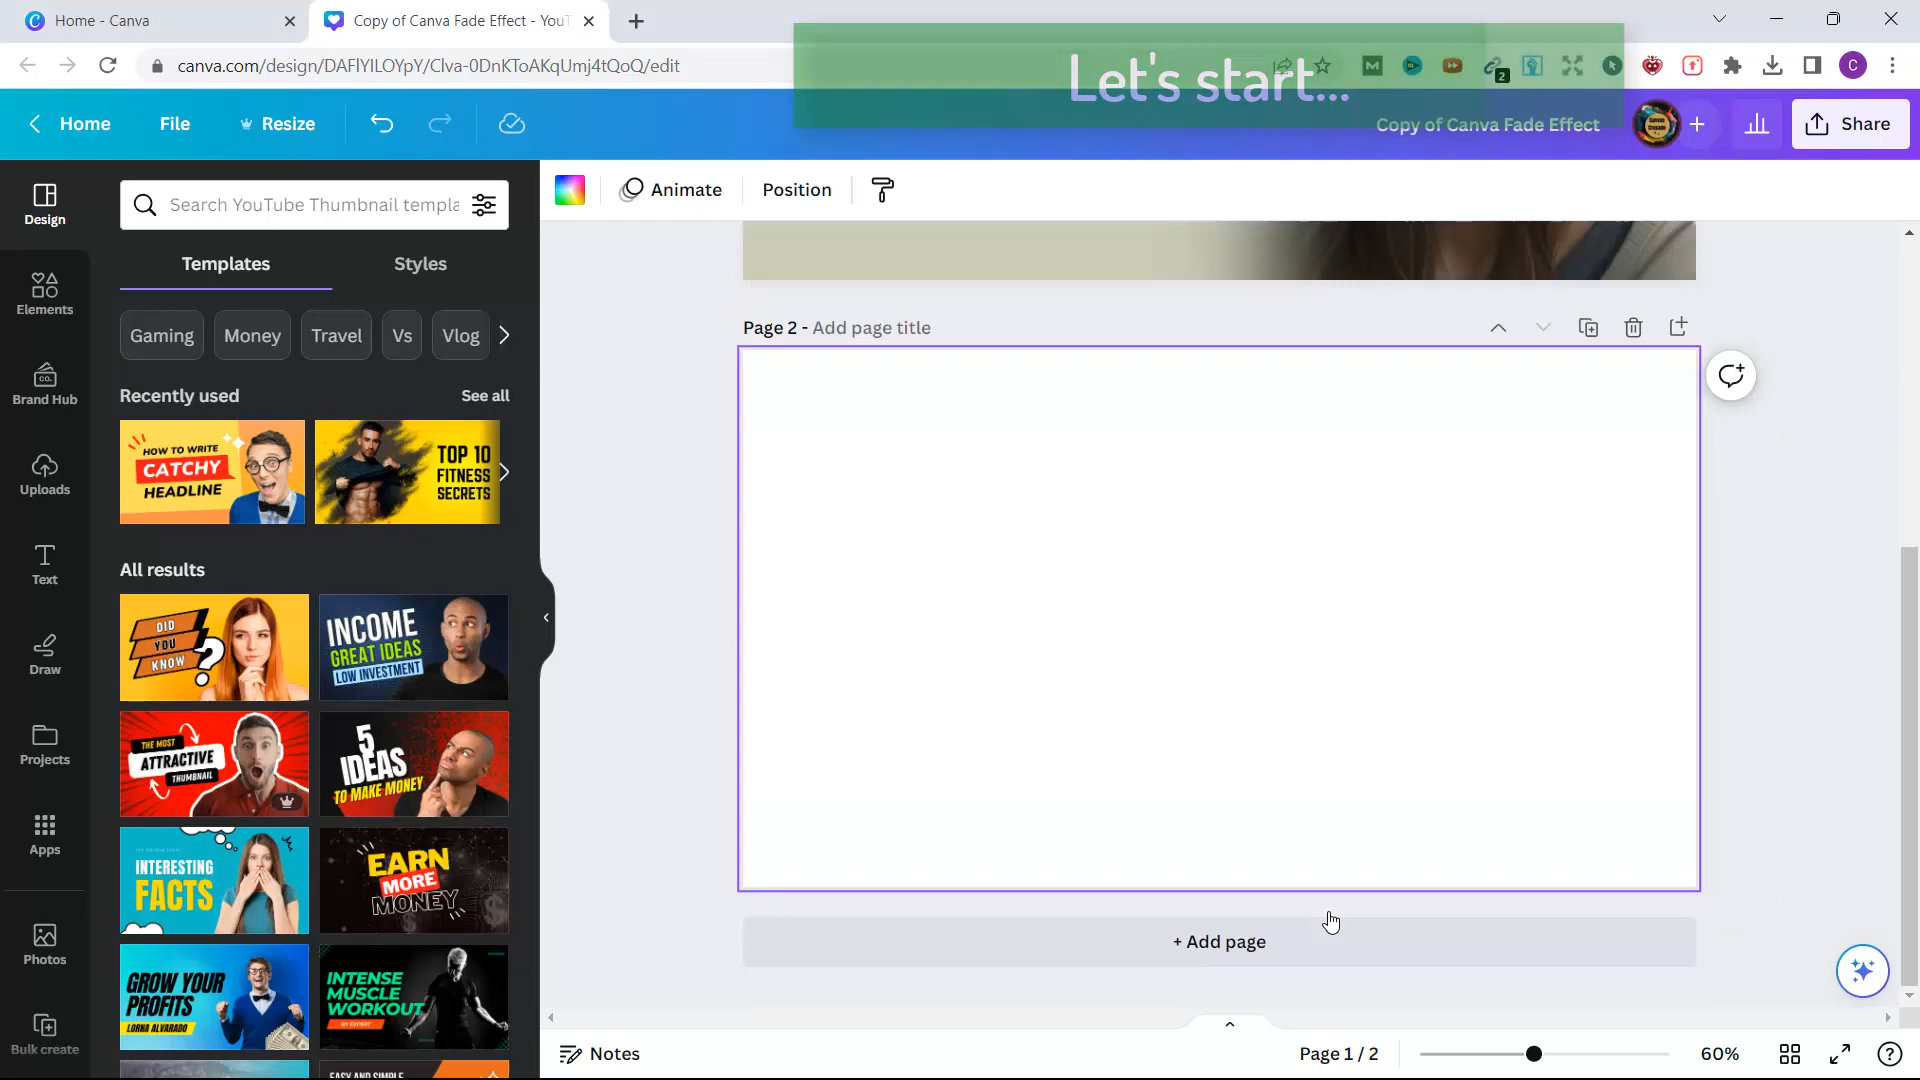 Home - Canva
Copy of Canva Fade Effect - YouT
canva.com/design/DAFlYILOYpY/Clva-0DnKToAKqUmj4tQoQ/edit
Let's start...
M
2
C
Home
File
Resize
Copy of Canva Fade Effect
Share
Design
Elements
Brand Hub
Uploads
Text
Draw
Projects
Apps
Photos
Bulk create
Search YouTube Thumbnail templa
Templates
Styles
Gaming
Money
Travel
Vs
Vlog
Recently used
See all
HOW TO WRITE
CATCHY
HEADLINE
TOP 10
FITNESS
SECRETS
All results
DID
YOU
KNOW
?
INCOME
GREAT IDEAS
LOW INVESTMENT
THE MOST
ATTRACTIVE
THUMBNAIL
5
IDEAS
TO MAKE MONEY
INTERESTING
FACTS
EARN
MORE
MONEY
GROW YOUR
PROFITS
LORNA ALVARADO
INTENSE
MUSCLE
WORKOUT
BY EXPERT
EASY AND SIMPLE
Animate
Position
Page 2 - Add page title
+ Add page
Notes
Page 1 / 2
60%